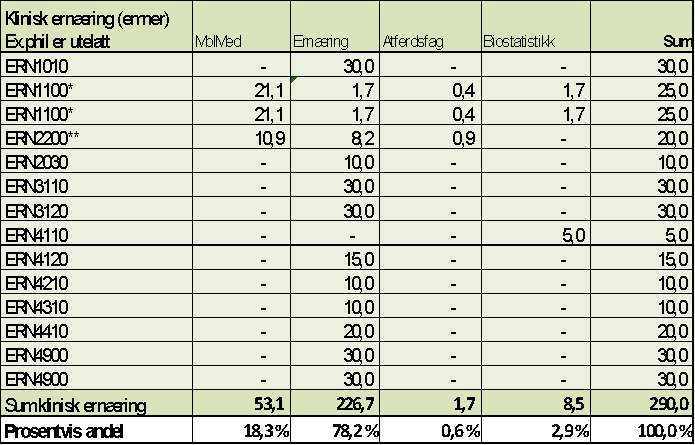 Klinisk ernæring (emner)
Ex.phil er utelatt MolMed Ernæring Atferdsfag Biostatistikk Sum
ERN1010 - 30,0 - - 30,0
ERN1100* 21,1 1,7 0,4 1,7 25,0
ERN1100* 21,1 1,7 0,4 1,7 25,0
ERN2200** 10,9 8,2 0,9 - 20,0
ERN2030 - 10,0 - - 10,0
ERN3110 - 30,0 - - 30,0
ERN3120 - 30,0 - - 30,0
ERN4110 - - - 5,0 5,0
ERN4120 - 15,0 - - 15,0
ERN4210 - 10,0 - - 10,0
ERN4310 - 10,0 - - 10,0
ERN4410 - 20,0 - - 20,0
ERN4900 - 30,0 - - 30,0
ERN4900 - 30,0 - - 30,0
Sum klinisk ernæring 53,1 226,7 1,7 8,5 290,0
Prosentvis andel 18,3 % 78,2 % 0,6 % 2,9 % 100,0 %